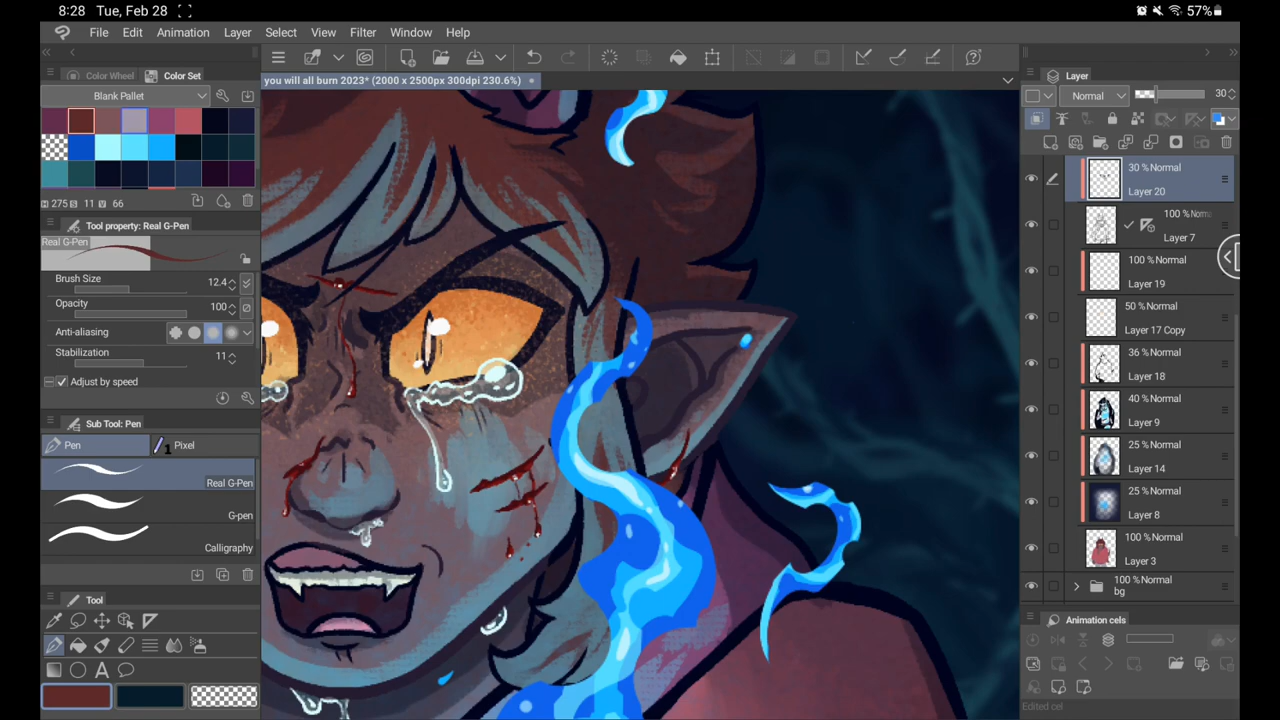 8:28 Tue, Feb 28 57%
File Edit Animation Layer Select View Filter Window Help
Color Wheel Color Set
Blank Pallet
H 275 S 11 V 66
Tool property: Real G-Pen
Real G-Pen
Brush Size 12.4
Opacity 100
Anti-aliasing
Stabilization 11
Adjust by speed
Sub Tool: Pen
Pen Pixel
Real G-Pen
G-pen
Calligraphy
Tool
you will all burn 2023* (2000 x 2500px 300dpi 230.6%)
Layer
Normal 30
30 % Normal
Layer 20
100 % Norm
Layer 7
100 % Normal
Layer 19
50 % Normal
Layer 17 Copy
36 % Normal
Layer 18
40 % Normal
Layer 9
25 % Normal
Layer 14
25 % Normal
Layer 8
100 % Normal
Layer 3
100 % Normal
bg
Animation cels
Edited cel